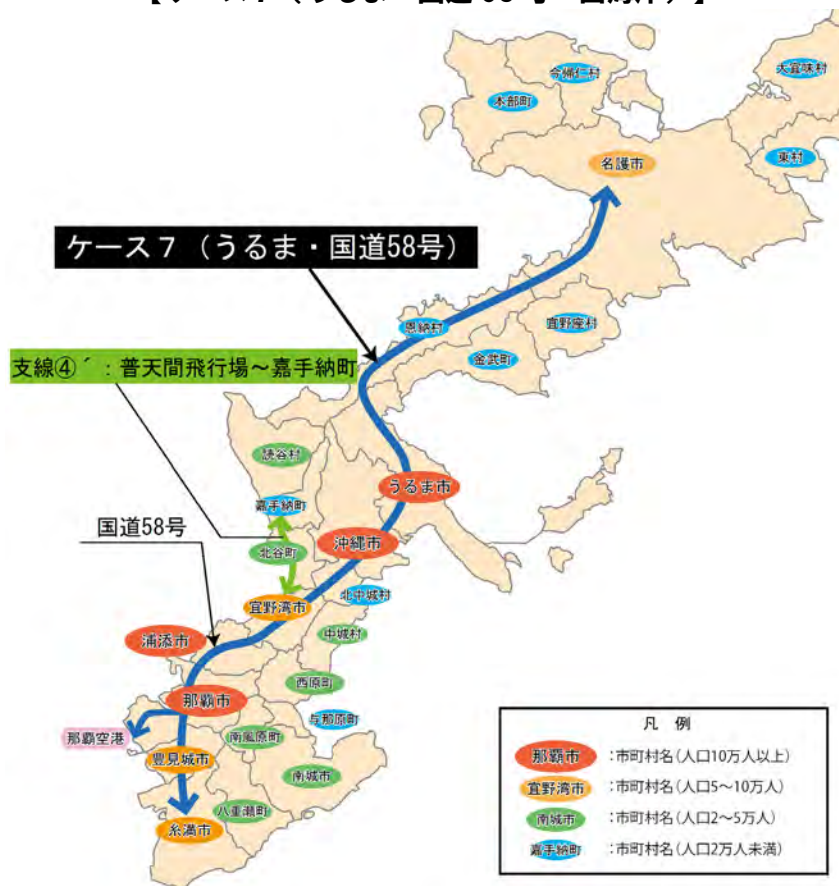 今帰仁村
大宜味村
本部町
東村
名護市
ケース７（うるま・国道58号）
恩納村
宜野座村
金武町
支線④´：普天間飛行場～嘉手納町
読谷村
うるま市
嘉手納町
国道58号
沖縄市
北谷町
北中城村
宜野湾市
浦添市
中城村
西原町
那覇市
与那原町
那覇空港
南風原町
豊見城市
南城市
八重瀬町
糸満市
凡 例
那覇市 ：市町村名(人口10万人以上)
宜野湾市 ：市町村名(人口5～10万人)
南城市 ：市町村名(人口2～5万人)
嘉手納町 ：市町村名(人口2万人未満)